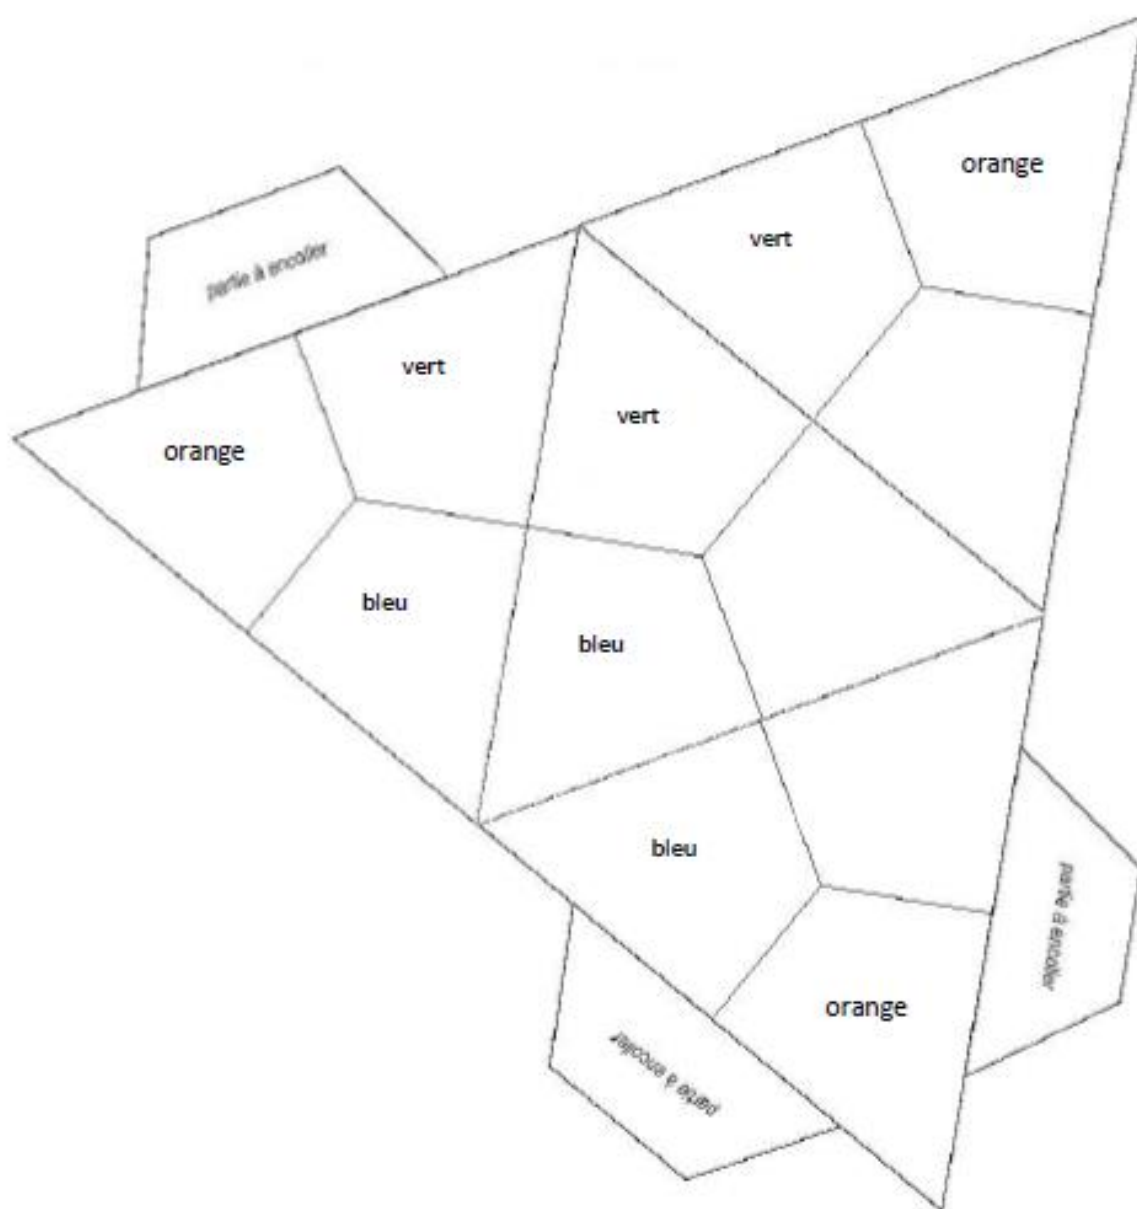 orange
vert
partie à encoller
vert
vert
orange
bleu
bleu
bleu
partie à encoller
orange
partie à encoller